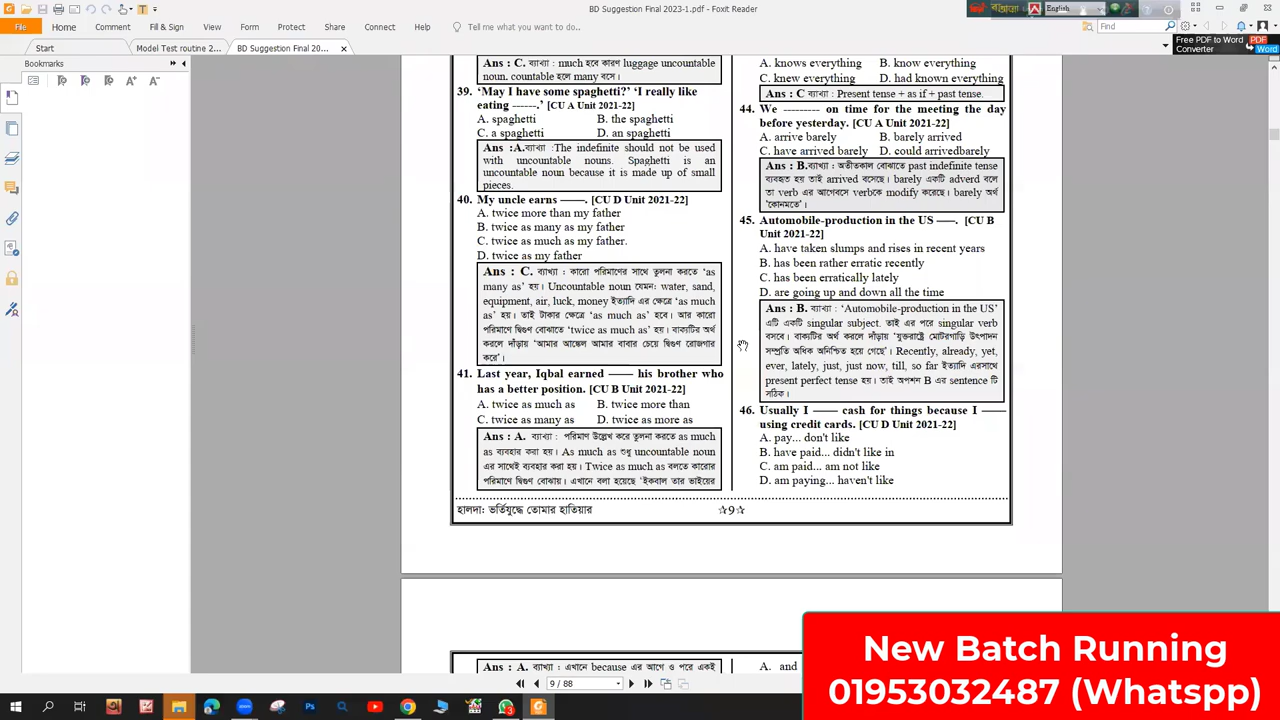 BD Suggestion Final 2023-1.pdf - Foxit Reader
English
File Home Comment Fill & Sign View Form Protect Share Connect Help Tell me what you want to do...
Find
Start Model Test routine 2... BD Suggestion Final 20...
Free PDF to Word
Converter
PDF
Word
Bookmarks
Ans : C. ব্যাখ্যা : much হবে কারণ luggage uncountable
noun. countable হলে many বসে।
39. ‘May I have some spaghetti?’ ‘I really like
eating ------.’ [CU A Unit 2021-22]
A. spaghetti B. the spaghetti
C. a spaghetti D. an spaghetti
Ans :A.ব্যাখ্যা :The indefinite should not be used
with uncountable nouns. Spaghetti is an
uncountable noun because it is made up of small
pieces.
40. My uncle earns ——. [CU D Unit 2021-22]
A. twice more than my father
B. twice as many as my father
C. twice as much as my father.
D. twice as my father
Ans : C. ব্যাখ্যা : কারো পরিমাণের সাথে তুলনা করতে ‘as
many as’ হয়। Uncountable noun যেমন: water, sand,
equipment, air, luck, money ইত্যাদি এর ক্ষেত্রে ‘as much
as’ হয়। তাই টাকার ক্ষেত্রে ‘as much as’ হবে। আর কারো
পরিমাণে দ্বিগুণ বোঝাতে ‘twice as much as’ হয়। বাক্যটির অর্থ
করলে দাঁড়ায় ‘আমার আঙ্কেল আমার বাবার চেয়ে দ্বিগুণ রোজগার
করে’।
41. Last year, Iqbal earned —— his brother who
has a better position. [CU B Unit 2021-22]
A. twice as much as B. twice more than
C. twice as many as D. twice as more as
Ans : A. ব্যাখ্যা : পরিমাণ উল্লেখ করে তুলনা করতে as much
as ব্যবহার করা হয়। As much as শুধু uncountable noun
এর সাথেই ব্যবহার করা হয়। Twice as much as বলতে কারোর
পরিমাণে দ্বিগুণ বোঝায়। এখানে বলা হয়েছে ‘ইকবাল তার ভাইয়ের
A. knows everything B. know everything
C. knew everything D. had known everything
Ans : C ব্যাখ্যা : Present tense + as if + past tense.
44. We --------- on time for the meeting the day
before yesterday. [CU A Unit 2021-22]
A. arrive barely B. barely arrived
C. have arrived barely D. could arrivedbarely
Ans : B.ব্যাখ্যা : অতীতকাল বোঝাতে past indefinite tense
ব্যবহৃত হয় তাই arrived বসেছে। barely একটি adverd বলে
তা verb এর আগেবসে verbকে modify করেছে। barely অর্থ
‘কোনমতে’।
45. Automobile-production in the US ——. [CU B
Unit 2021-22]
A. have taken slumps and rises in recent years
B. has been rather erratic recently
C. has been erratically lately
D. are going up and down all the time
Ans : B. ব্যাখ্যা : ‘Automobile-production in the US’
এটি একটি singular subject. তাই এর পরে singular verb
বসবে। বাক্যটির অর্থ করলে দাঁড়ায় ‘যুক্তরাষ্ট্রে মোটরগাড়ি উৎপাদন
সম্প্রতি অধিক অনিশ্চিত হয়ে গেছে’। Recently, already, yet,
ever, lately, just, just now, till, so far ইত্যাদি এরসাথে
present perfect tense হয়। তাই অপশন B এর sentence টি
সঠিক।
46. Usually I —— cash for things because I ——
using credit cards. [CU D Unit 2021-22]
A. pay... don't like
B. have paid... didn't like in
C. am paid... am not like
D. am paying... haven't like
হালদা: ভর্তিযুদ্ধে তোমার হাতিয়ার ☆9☆
Ans : A. ব্যাখ্যা : এখানে because এর আগে ও পরে একই
A. and
9 / 88
New Batch Running
01953032487 (Whatspp)